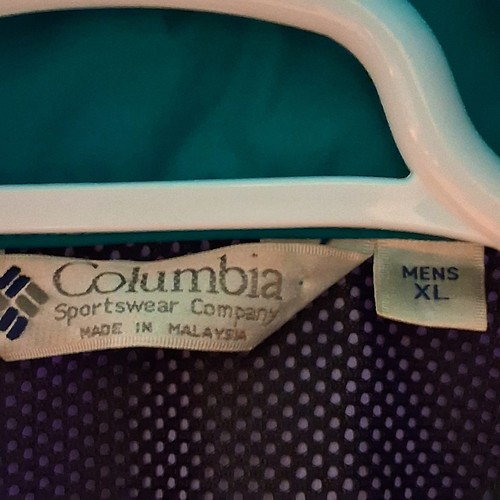 Columbia
Sportswear Company
MADE IN MALAYSIA
MENS
XL